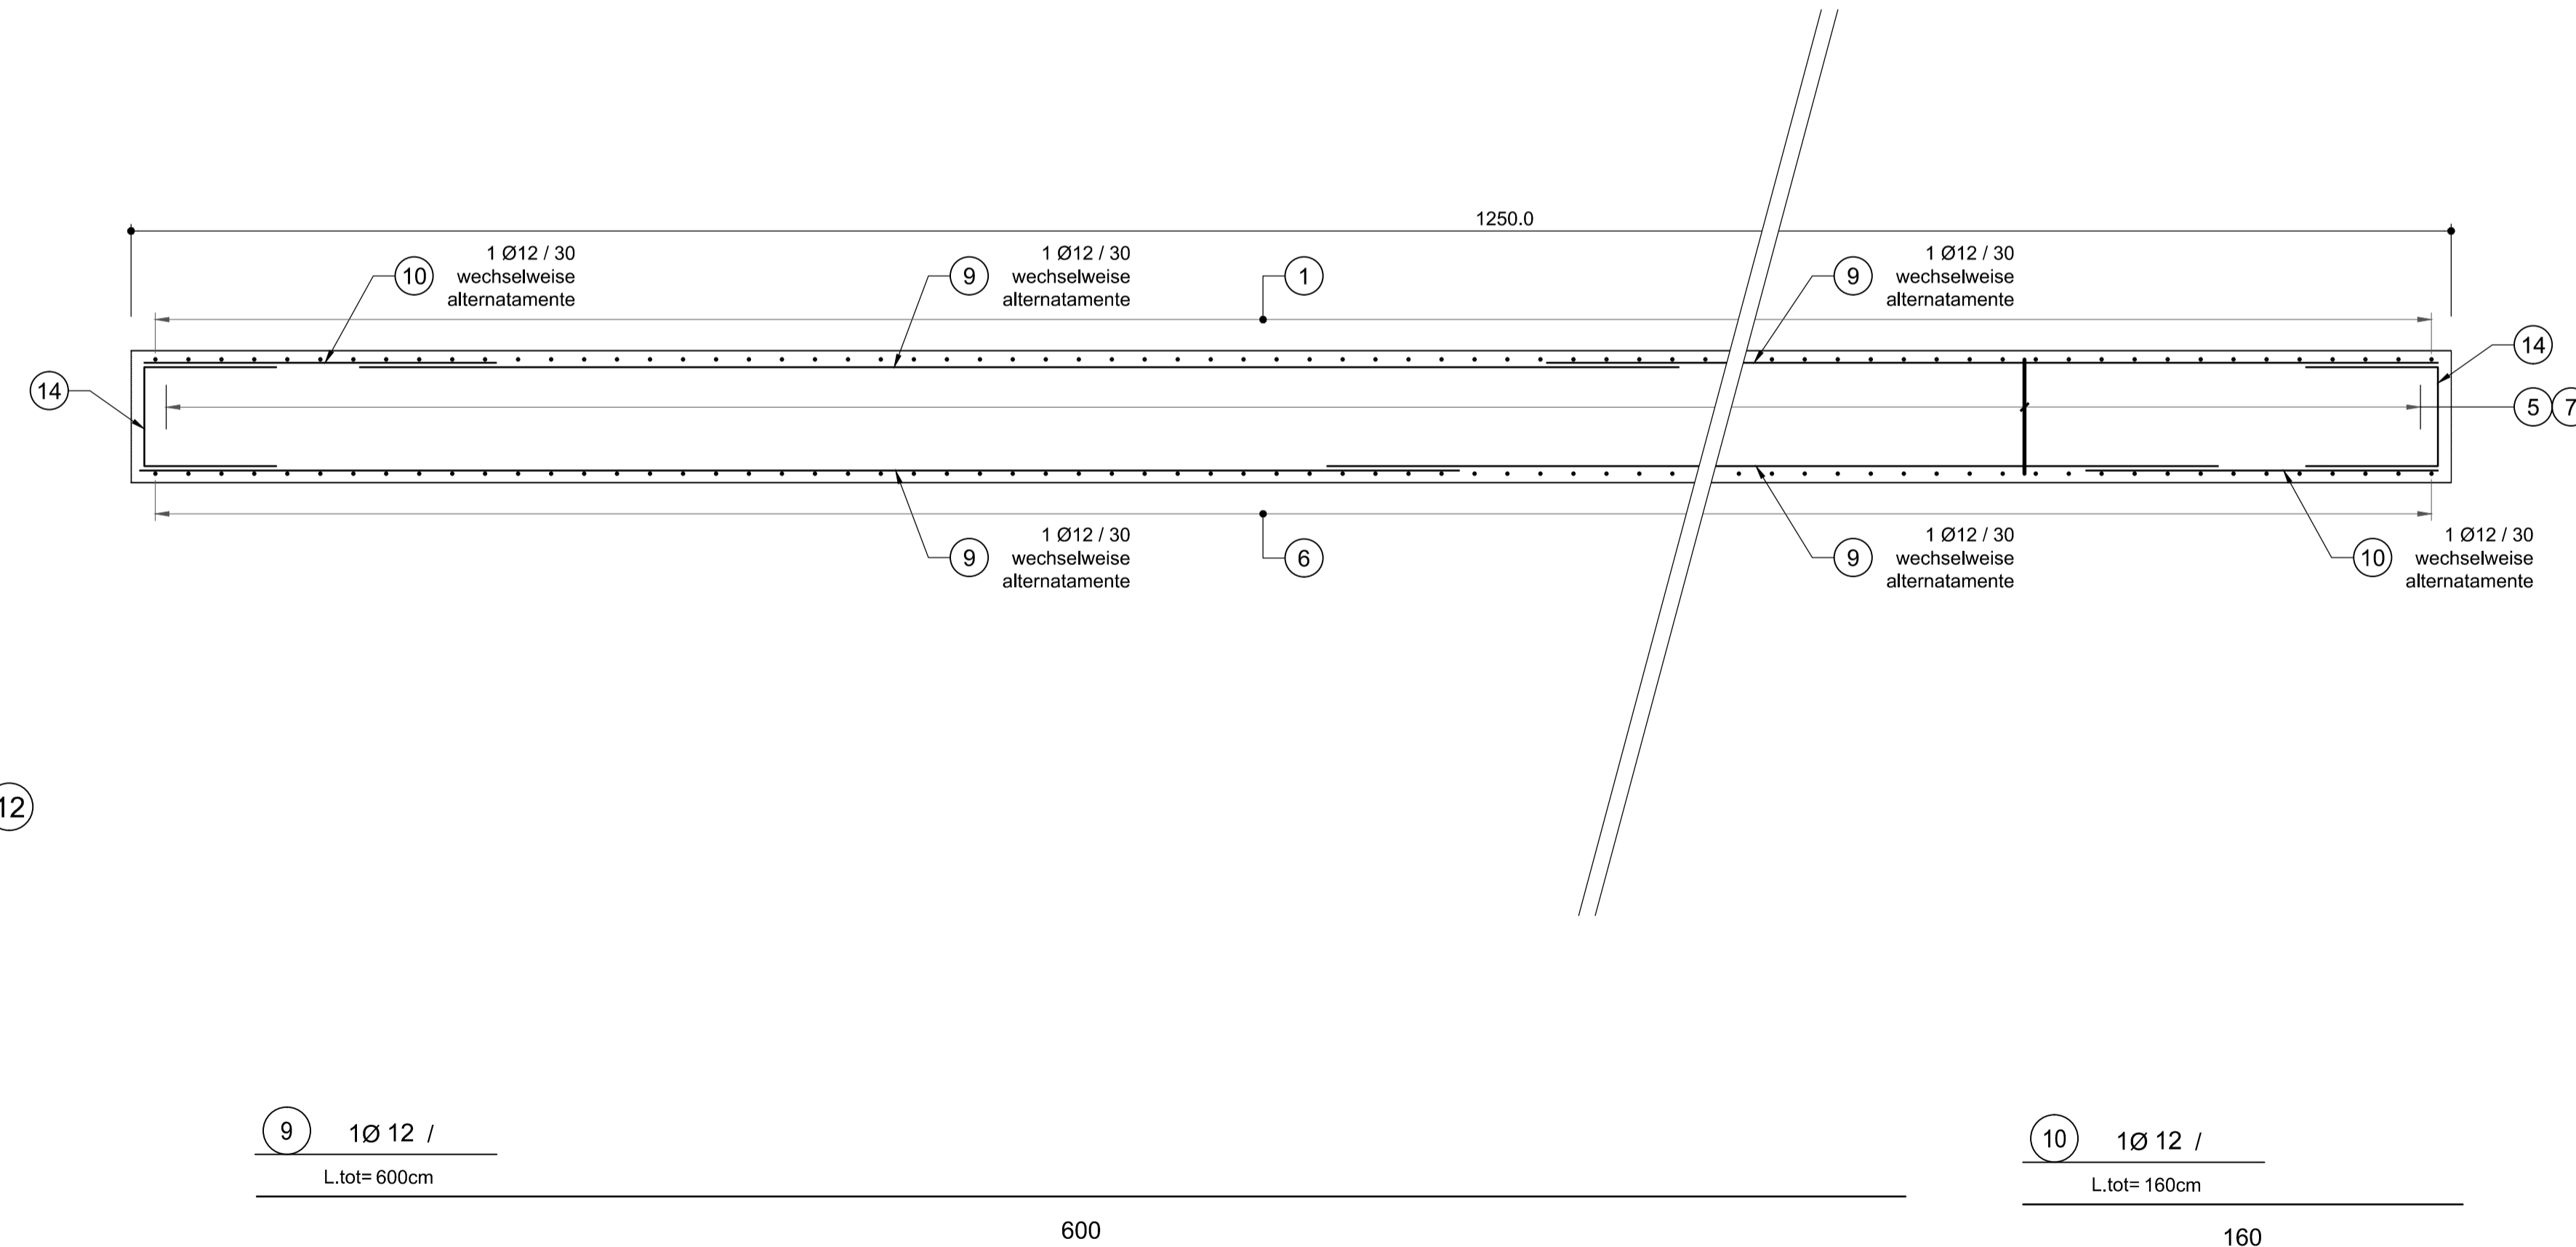 1250.0
10
1 Ø12 / 30
wechselweise
alternatamente
9
1 Ø12 / 30
wechselweise
alternatamente
1
9
1 Ø12 / 30
wechselweise
alternatamente
14
14
5
7
9
1 Ø12 / 30
wechselweise
alternatamente
6
9
1 Ø12 / 30
wechselweise
alternatamente
10
1 Ø12 / 30
wechselweise
alternatamente
12
9 1Ø 12 /
L.tot= 600cm
600
10 1Ø 12 /
L.tot= 160cm
160